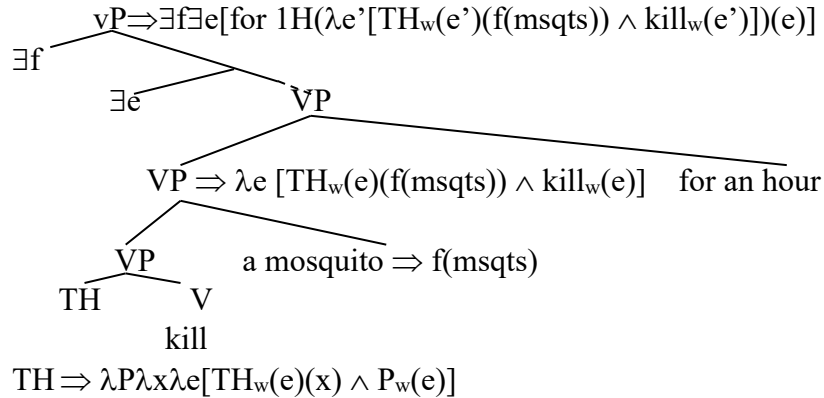 vP⇒∃f∃e[for 1H(λe’[THw(e’)(f(msqts)) ∧ kill w(e’)])(e)]
∃f
∃e VP
VP ⇒ λe [THw(e)(f(msqts)) ∧ killw(e)] for an hour
VP a mosquito ⇒ f(msqts)
TH V
kill
TH ⇒ λPλxλe[THw(e)(x) ∧ Pw(e)]